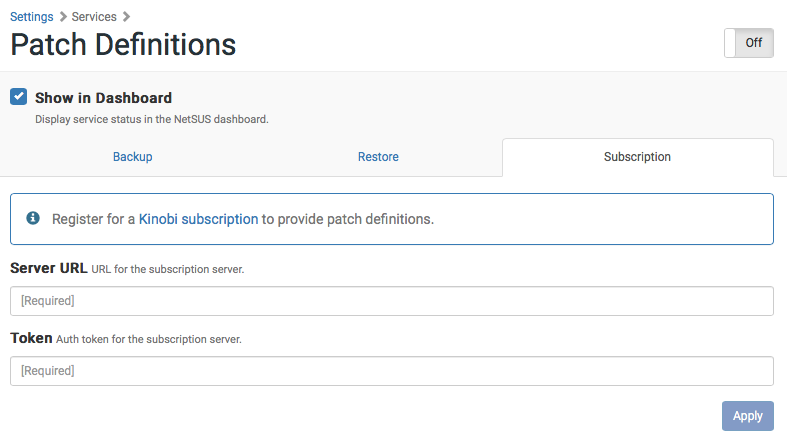 Settings > Services >
Patch Definitions
Off
Show in Dashboard
Display service status in the NetSUS dashboard.
Backup Restore Subscription
Register for a Kinobi subscription to provide patch definitions.
Server URL URL for the subscription server.
[Required]
Token Auth token for the subscription server.
[Required]
Apply